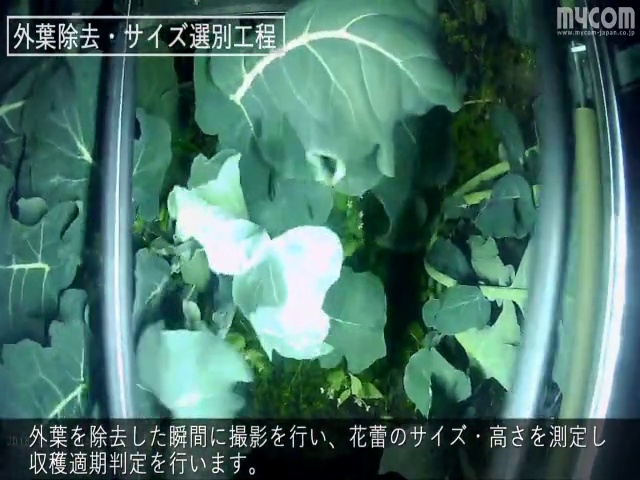 外葉除去・サイズ選別工程
mycom
www.mycom-japan.co.jp
外葉を除去した瞬間に撮影を行い、花蕾のサイズ・高さを測定し
収穫適期判定を行います。